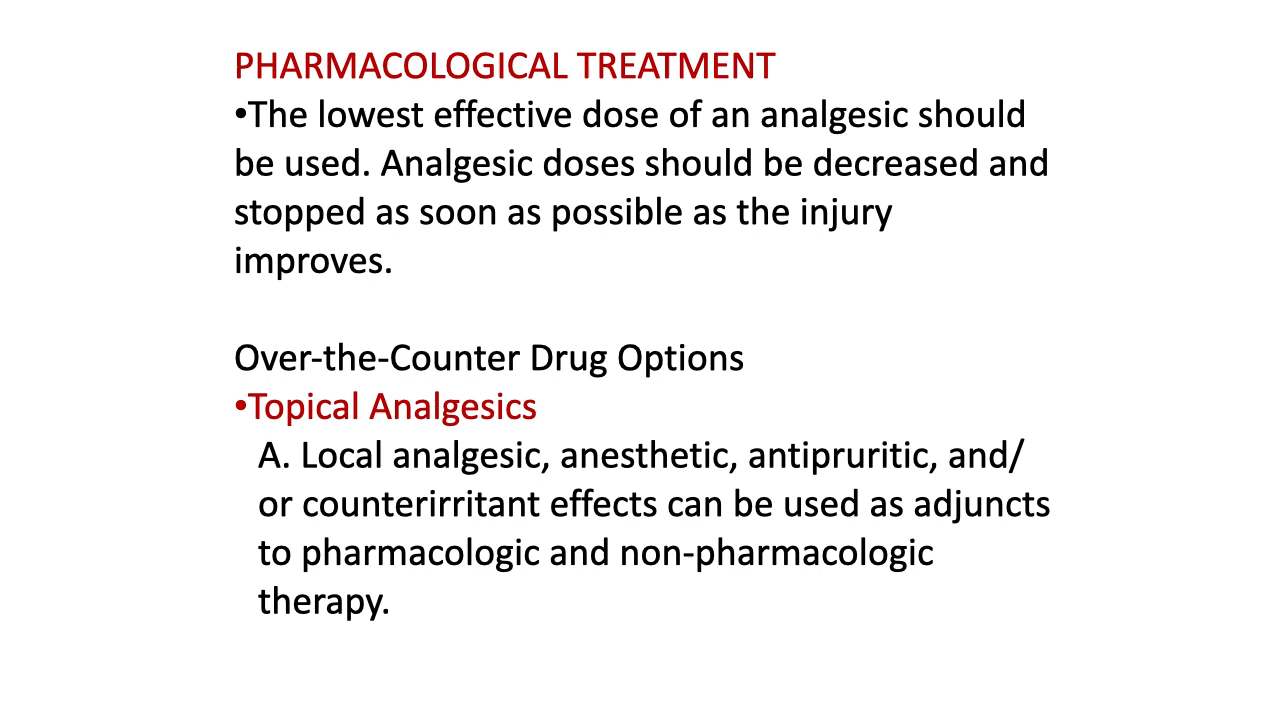 PHARMACOLOGICAL TREATMENT
•The lowest effective dose of an analgesic should
be used. Analgesic doses should be decreased and
stopped as soon as possible as the injury
improves.
Over-the-Counter Drug Options
•Topical Analgesics
A. Local analgesic, anesthetic, antipruritic, and/
or counterirritant effects can be used as adjuncts
to pharmacologic and non-pharmacologic
therapy.